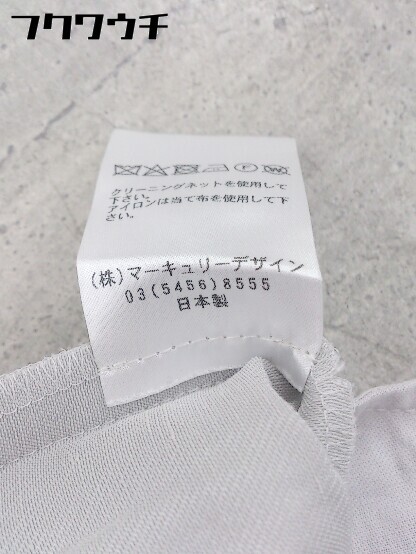 フクワウチ
クリーニングネットを使用して
下さい。
アイロンは当て布を使用して下
さい。
(株)マーキュリーデザイン
03(5456)8555
日本製